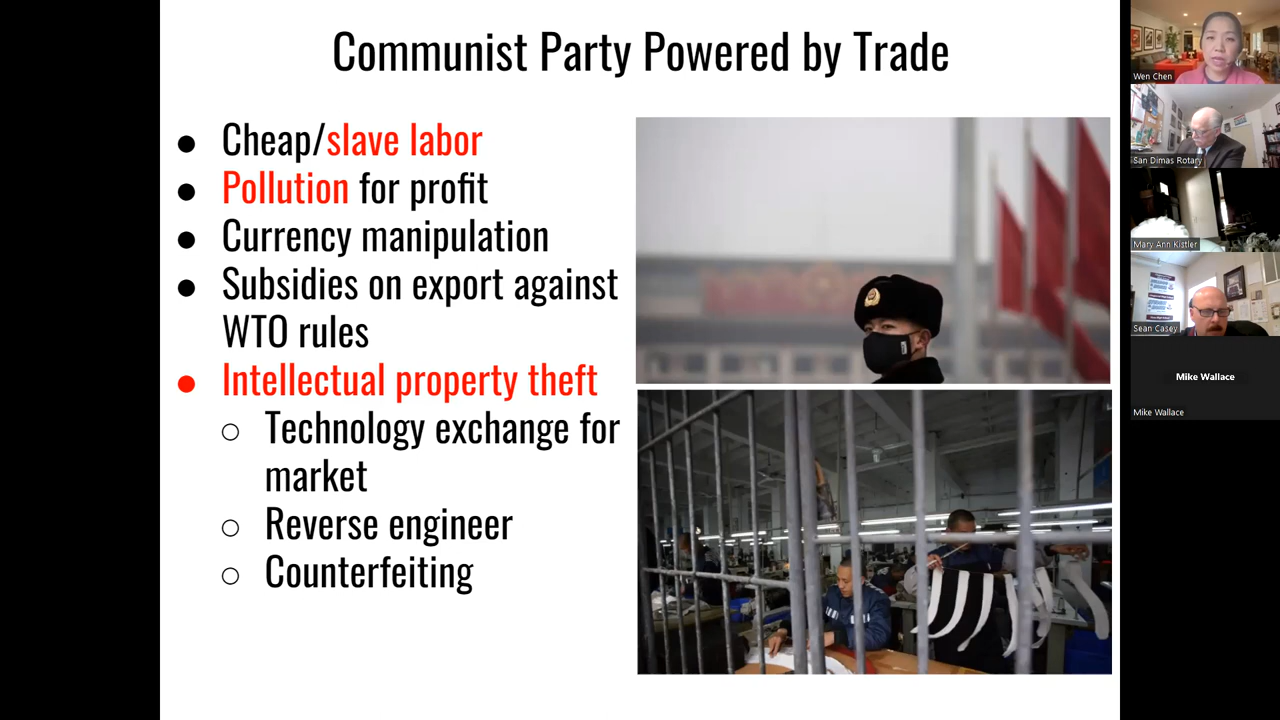 Communist Party Powered by Trade
● Cheap/slave labor
● Pollution for profit
● Currency manipulation
● Subsidies on export against
WTO rules
● Intellectual property theft
○ Technology exchange for
market
○ Reverse engineer
○ Counterfeiting
Wen Chen
San Dimas Rotary
Mary Ann Kistler
Sean Casey
Mike Wallace
Mike Wallace